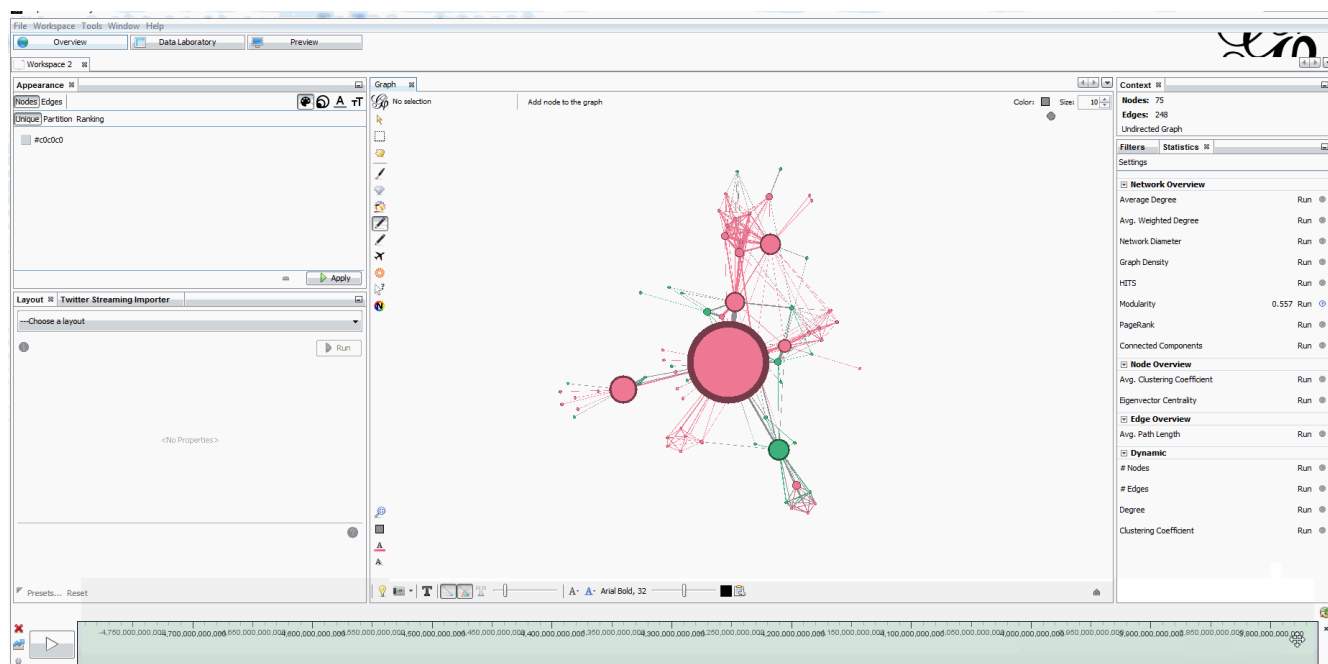 File Workspace Tools Window Help
Overview Data Laboratory Preview
Workspace 2
Appearance
Nodes Edges
Unique Partition Ranking
#c0c0c0
Apply
Layout Twitter Streaming Importer
---Choose a layout
Run
<No Properties>
Presets... Reset
Graph
No selection Add node to the graph Color: Size: 10
Arial Bold, 32
Context
Nodes: 75
Edges: 248
Undirected Graph
Filters Statistics
Settings
Network Overview
Average Degree Run
Avg. Weighted Degree Run
Network Diameter Run
Graph Density Run
HITS Run
Modularity 0.557 Run
PageRank Run
Connected Components Run
Node Overview
Avg. Clustering Coefficient Run
Eigenvector Centrality Run
Edge Overview
Avg. Path Length Run
Dynamic
# Nodes Run
# Edges Run
Degree Run
Clustering Coefficient Run